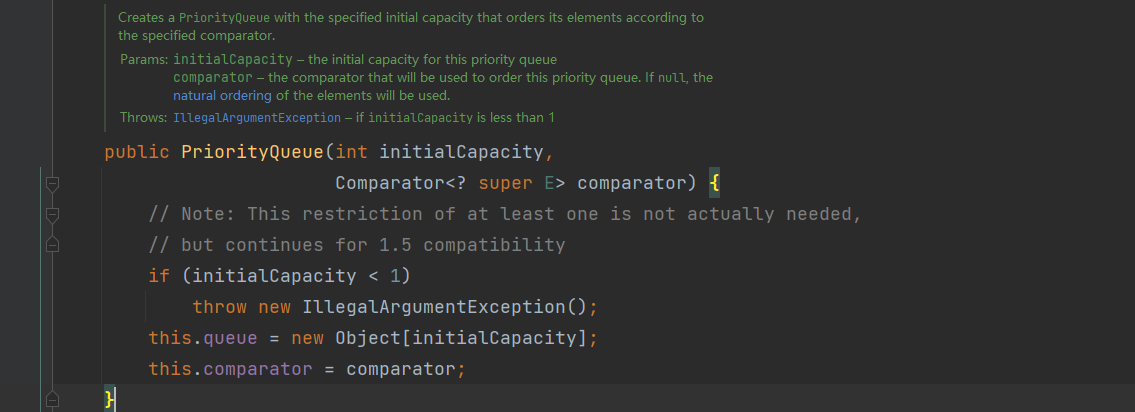 Creates a PriorityQueue with the specified initial capacity that orders its elements according to
the specified comparator.
Params: initialCapacity – the initial capacity for this priority queue
comparator – the comparator that will be used to order this priority queue. If null, the
natural ordering of the elements will be used.
Throws: IllegalArgumentException – if initialCapacity is less than 1
public PriorityQueue(int initialCapacity,
Comparator<? super E> comparator) {
// Note: This restriction of at least one is not actually needed,
// but continues for 1.5 compatibility
if (initialCapacity < 1)
throw new IllegalArgumentException();
this.queue = new Object[initialCapacity];
this.comparator = comparator;
}